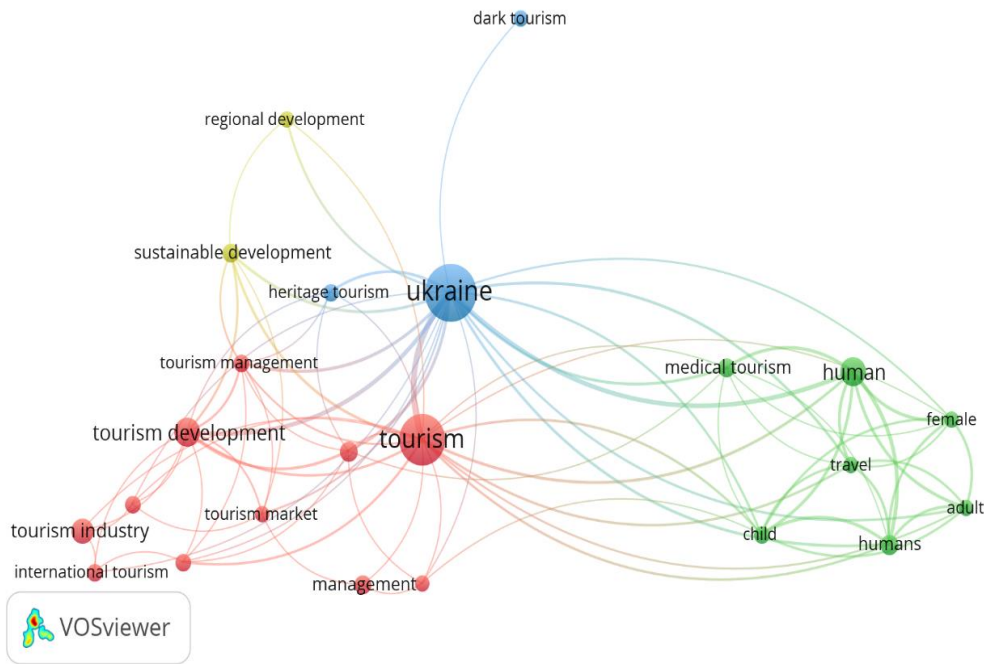 dark tourism
regional development
sustainable development
heritage tourism
ukraine
tourism management
medical tourism
human
female
tourism development
tourism
travel
tourism market
adult
tourism industry
child
humans
international tourism
management
VOSviewer